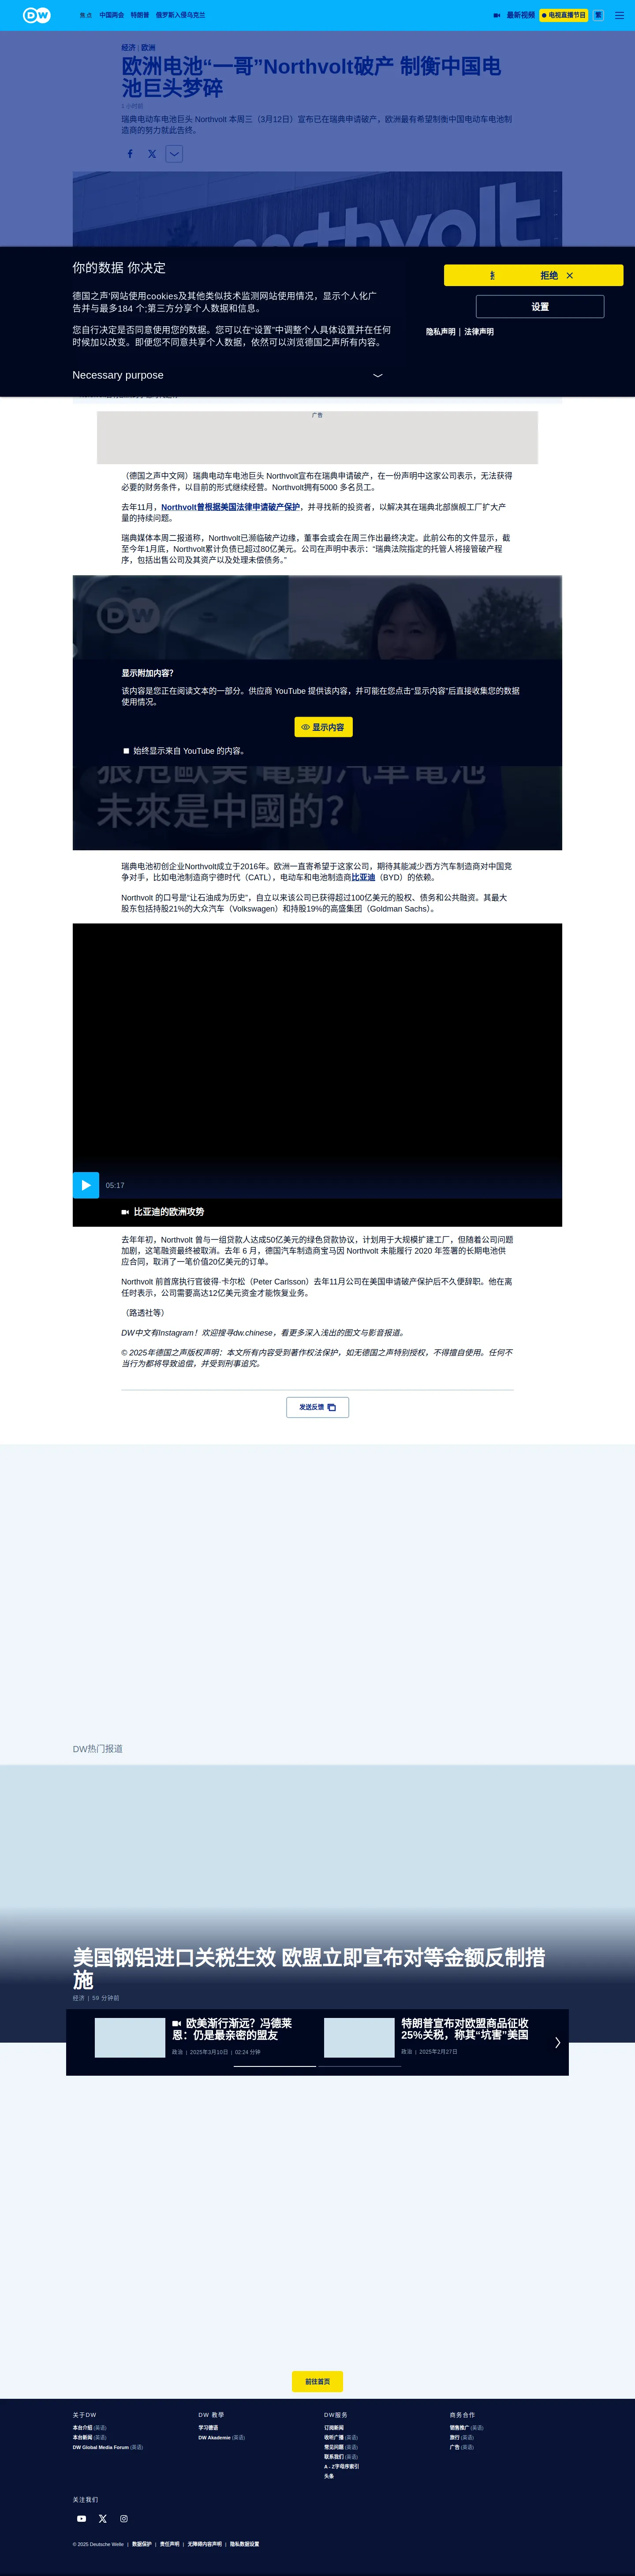 DW
焦点 中国两会 特朗普 俄罗斯入侵乌克兰
最新视频 电视直播节目 繁
经济 | 欧洲
欧洲电池“一哥”Northvolt破产 制衡中国电
池巨头梦碎
瑞典电动车电池巨头 Northvolt 本周三（3月12日）宣布已在瑞典申请破产，欧洲最有希望制衡中国电动车电池制
造商的努力就此告终。
northvolt
你的数据 你决定
德国之声'网站使用cookies及其他类似技术监测网站使用情况，显示个人化广
告并与最多184 个;第三方分享个人数据和信息。
您自行决定是否同意使用您的数据。您可以在“设置”中调整个人具体设置并在任何
时候加以改变。即便您不同意共享个人数据，依然可以浏览德国之声所有内容。
Necessary purpose
拒绝
设置
隐私声明 | 法律声明
广告
（德国之声中文网）瑞典电动车电池巨头 Northvolt宣布在瑞典申请破产，在一份声明中这家公司表示，无法获得
必要的财务条件，以目前的形式继续经营。Northvolt拥有5000 多名员工。
去年11月，Northvolt曾根据美国法律申请破产保护，并寻找新的投资者，以解决其在瑞典北部旗舰工厂扩大产
量的持续问题。
瑞典媒体本周二报道称，Northvolt已濒临破产边缘，董事会或会在周三作出最终决定。此前公布的文件显示，截
至今年1月底，Northvolt累计负债已超过80亿美元。公司在声明中表示：“瑞典法院指定的托管人将接管破产程
序，包括出售公司及其资产以及处理未偿债务。”
DW
显示附加内容?
该内容是您正在阅读文本的一部分。供应商 YouTube 提供该内容，并可能在您点击“显示内容”后直接收集您的数据
使用情况。
显示内容
始终显示来自 YouTube 的内容。
狠甩歐美 電動汽車電池
未來是中國的?
瑞典电池初创企业Northvolt成立于2016年。欧洲一直寄希望于这家公司，期待其能减少西方汽车制造商对中国竞
争对手，比如电池制造商宁德时代（CATL)，电动车和电池制造商比亚迪（BYD）的依赖。
Northvolt 的口号是“让石油成为历史”，自立以来该公司已获得超过100亿美元的股权、债务和公共融资。其最大
股东包括持股21%的大众汽车（Volkswagen）和持股19%的高盛集团（Goldman Sachs）。
05:17
比亚迪的欧洲攻势
去年年初，Northvolt 曾与一组贷款人达成50亿美元的绿色贷款协议，计划用于大规模扩建工厂，但随着公司问题
加剧，这笔融资最终被取消。去年 6 月，德国汽车制造商宝马因 Northvolt 未能履行 2020 年签署的长期电池供
应合同，取消了一笔价值20亿美元的订单。
Northvolt 前首席执行官彼得·卡尔松（Peter Carlsson）去年11月公司在美国申请破产保护后不久便辞职。他在离
任时表示，公司需要高达12亿美元资金才能恢复业务。
（路透社等）
DW中文有Instagram！欢迎搜寻dw.chinese，看更多深入浅出的图文与影音报道。
© 2025年德国之声版权声明：本文所有内容受到著作权法保护，如无德国之声特别授权，不得擅自使用。任何不
当行为都将导致追偿，并受到刑事追究。
发送反馈
DW热门报道
美国钢铝进口关税生效 欧盟立即宣布对等金额反制措
施
经济 | 59 分钟前
欧美渐行渐远？冯德莱
恩：仍是最亲密的盟友
政治 | 2025年3月10日 | 02:24 分钟
特朗普宣布对欧盟商品征收
25%关税，称其“坑害”美国
政治 | 2025年2月27日
前往首页
关于DW
本台介绍 (英语)
本台新闻 (英语)
DW Global Media Forum (英语)
DW 教学
学习德语
DW Akademie (英语)
DW服务
订阅新闻
收听广播 (英语)
常见问题 (英语)
联系我们 (英语)
A - Z字母序索引
头条
商务合作
销售推广 (英语)
旅行 (英语)
广告 (英语)
关注我们
© 2025 Deutsche Welle | 数据保护 | 责任声明 | 无障碍内容声明 | 隐私数据设置